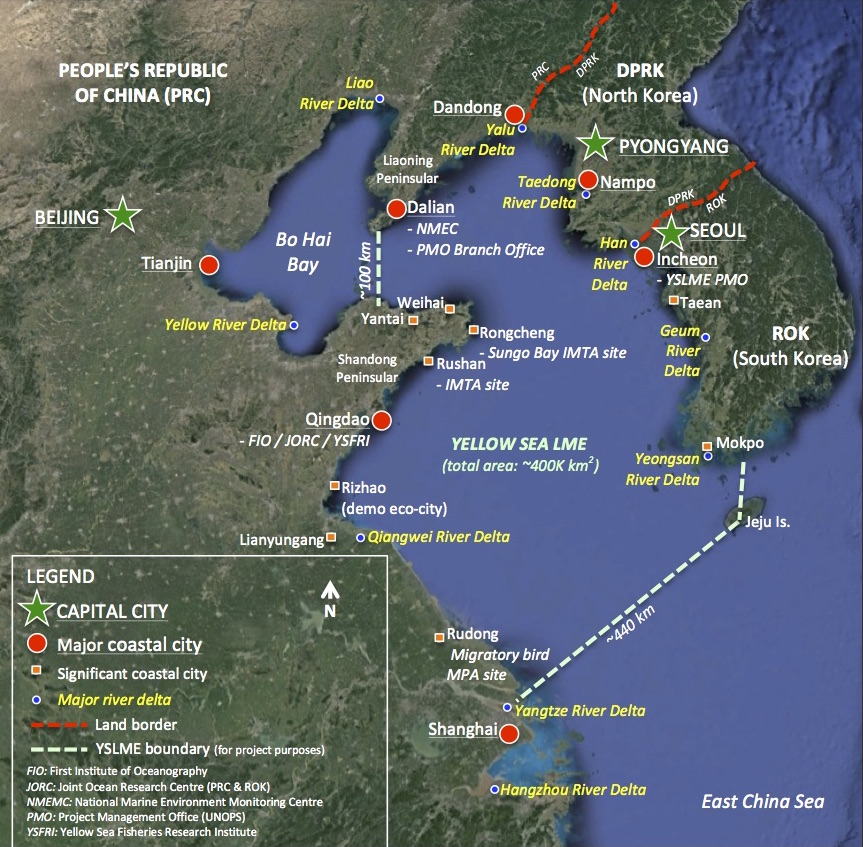 PEOPLE'S REPUBLIC
OF CHINA (PRC)
Liao
River Delta
PRC
DPRK
DPRK
(North Korea)
Dandong
Yalu
River Delta
PYONGYANG
Liaoning
Peninsular
Taedong
River Delta
Nampo
BEIJING
Dalian
- NMEC
- PMO Branch Office
DPRK
ROK
SEOUL
Bo Hai
Bay
Han
River
Delta
Incheon
- YSLME PMO
Tianjin
~100 km
Taean
Weihai
Yantai
Yellow River Delta
Rongcheng
- Sungo Bay IMTA site
Geum
River
Delta
ROK
(South Korea)
Shandong
Peninsular
Rushan
- IMTA site
Qingdao
- FIO / JORC / YSFRI
YELLOW SEA LME
(total area: ~400K km²)
Mokpo
Yeongsan
River Delta
Rizhao
(demo eco-city)
Jeju Is.
Lianyungang
Qiangwei River Delta
~440 km
Rudong
Migratory bird
MPA site
Yangtze River Delta
Shanghai
Hangzhou River Delta
East China Sea
LEGEND
N
CAPITAL CITY
Major coastal city
Significant coastal city
Major river delta
Land border
YSLME boundary (for project purposes)
FIO: First Institute of Oceanography
JORC: Joint Ocean Research Centre (PRC & ROK)
NMEMC: National Marine Environment Monitoring Centre
PMO: Project Management Office (UNOPS)
YSFRI: Yellow Sea Fisheries Research Institute